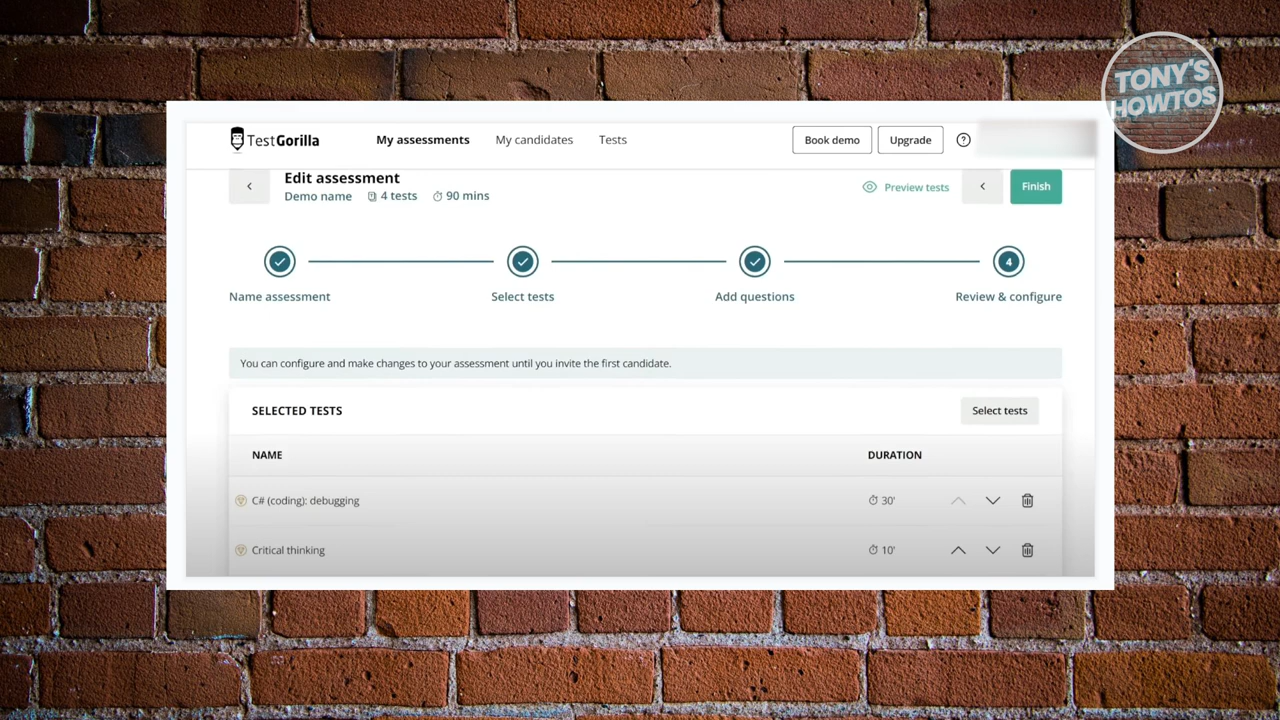 TONY'S
HOWTOS
TestGorilla
My assessments
My candidates
Tests
Book demo
Upgrade
?
Edit assessment
Demo name
4 tests
90 mins
Preview tests
Finish
4
Name assessment
Select tests
Add questions
Review & configure
You can configure and make changes to your assessment until you invite the first candidate.
SELECTED TESTS
Select tests
NAME
DURATION
C# (coding): debugging
30'
Critical thinking
10'